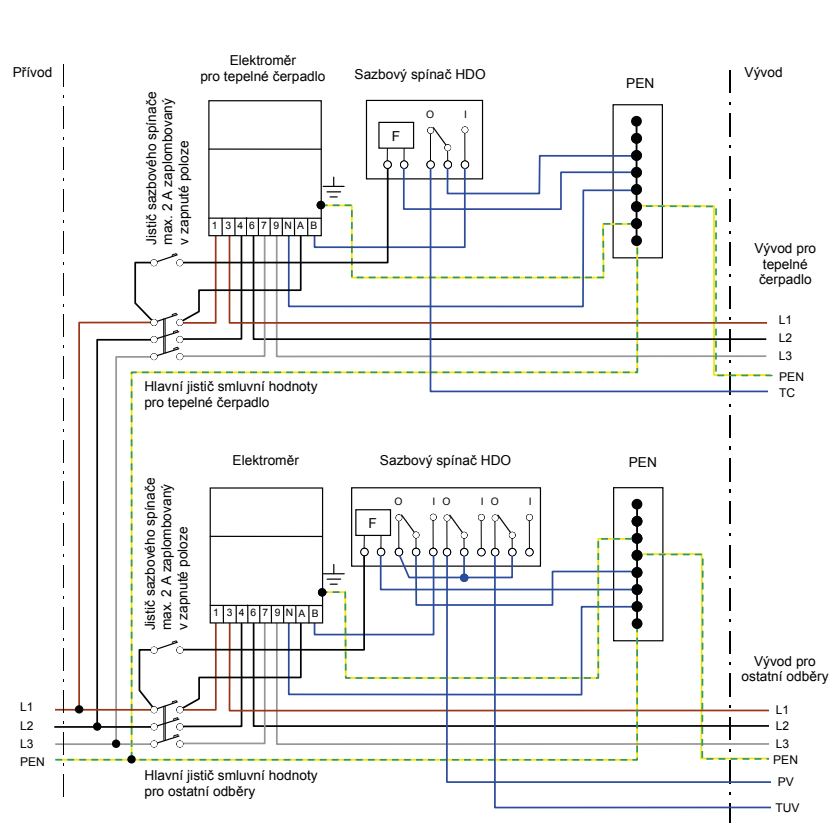 Přívod
Jistič sazbového spínače
max. 2 A zaplombovaný
v zapnuté poloze
Elektroměr
pro tepelné čerpadlo
Sazbový spínač HDO
PEN
Vývod
F
O
I
1 3 4 6 7 9 N A B
Vývod pro
tepelné
čerpadlo
L1
L2
L3
PEN
TC
Hlavní jistič smluvní hodnoty
pro tepelné čerpadlo
Jistič sazbového spínače
max. 2 A zaplombovaný
v zapnuté poloze
Elektroměr
Sazbový spínač HDO
PEN
F
O I O I O I
1 3 4 6 7 9 N A B
Vývod pro
ostatní odběry
L1
L2
L3
PEN
L1
L2
L3
PEN
PV
TUV
Hlavní jistič smluvní hodnoty
pro ostatní odběry